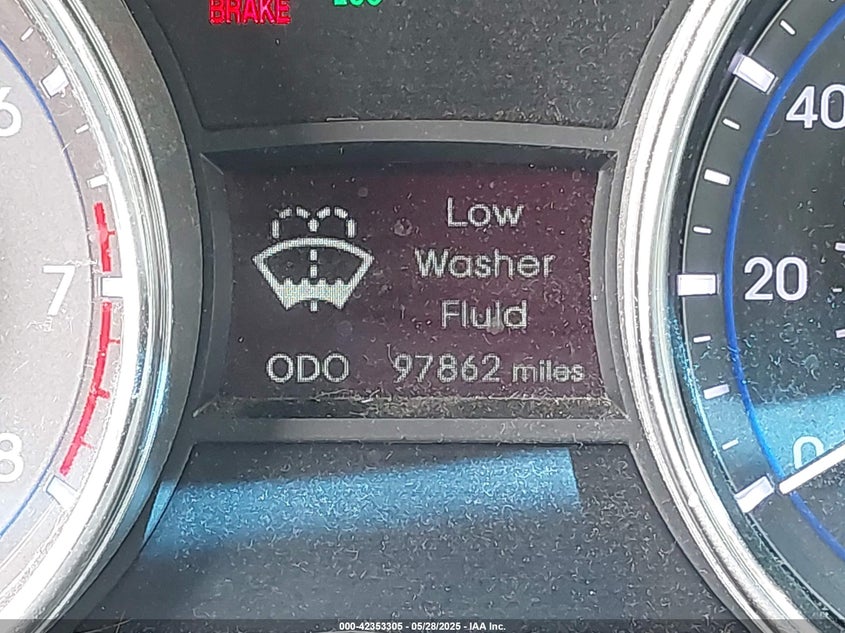 BRAKE
6
7
8
Low
Washer
Fluid
ODO 97862 miles
40
20
0
000-42353305 - 05/28/2025 - IAA Inc.